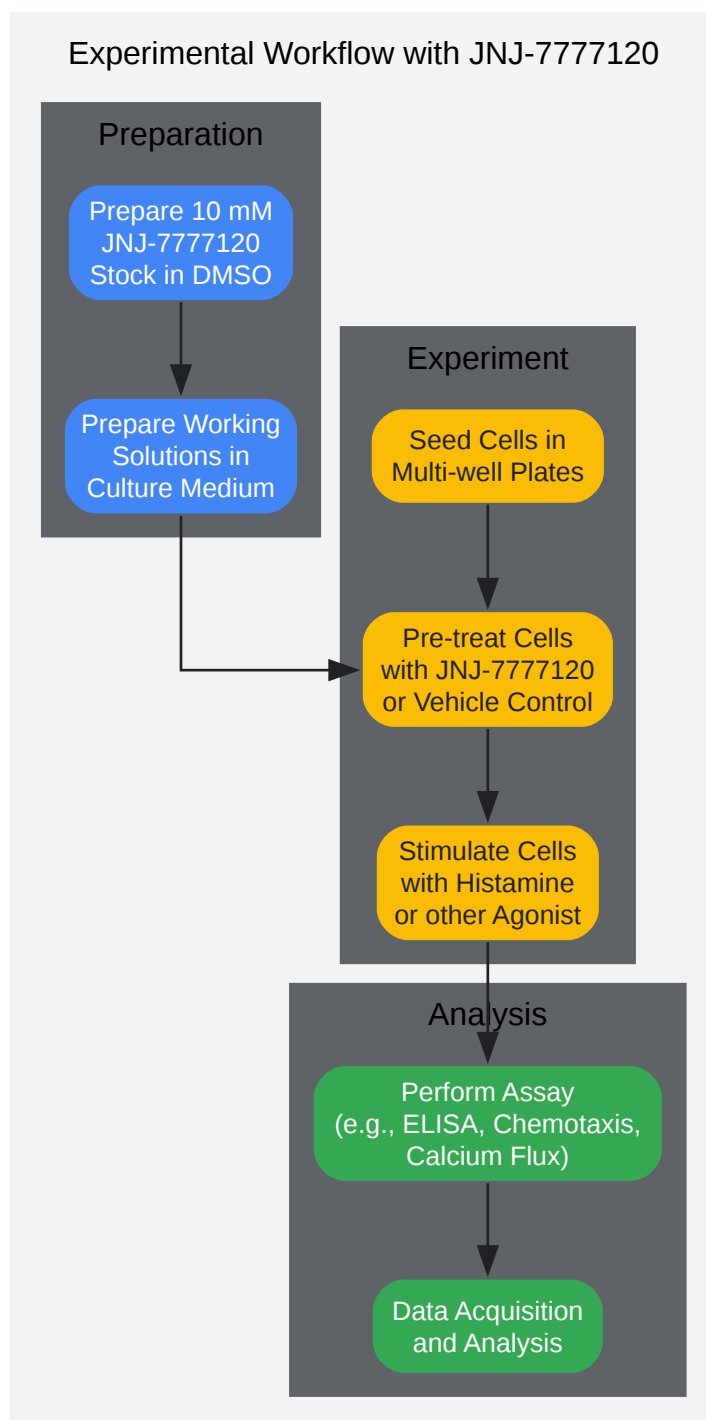 Experimental Workflow with JNJ-7777120
Preparation
Prepare 10 mM
JNJ-7777120
Stock in DMSO
Prepare Working
Solutions in
Culture Medium
Experiment
Seed Cells in
Multi-well Plates
Pre-treat Cells
with JNJ-7777120
or Vehicle Control
Stimulate Cells
with Histamine
or other Agonist
Analysis
Perform Assay
(e.g., ELISA, Chemotaxis,
Calcium Flux)
Data Acquisition
and Analysis